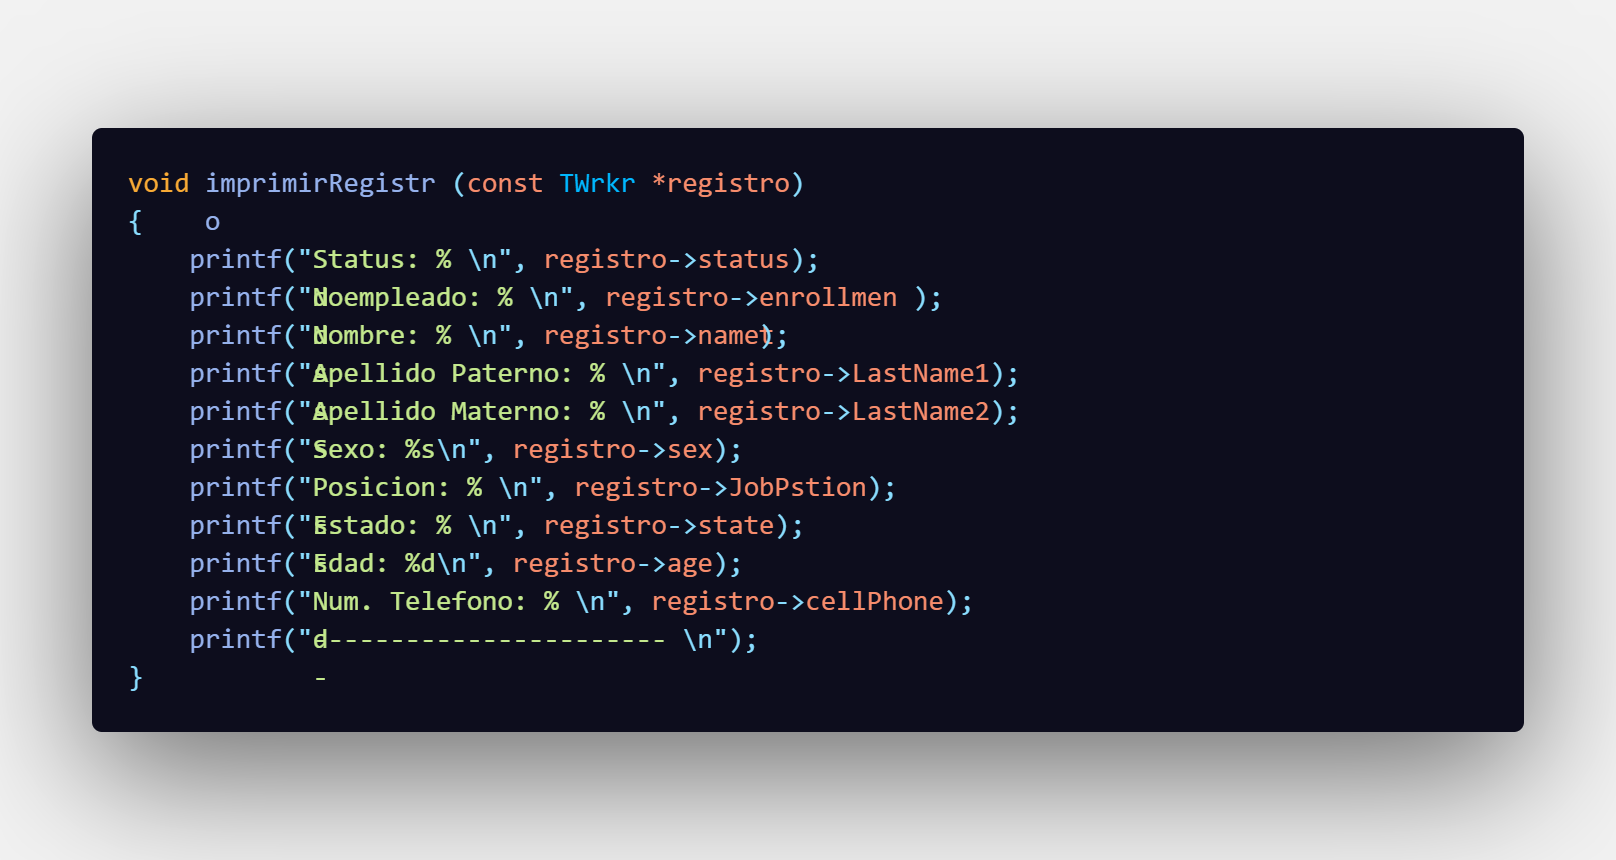 void imprimirRegistro (const TWrkr *registro)
{
printf("Status: %d\n", registro->status);
printf("Noempleado: %d\n", registro->enrollment);
printf("Nombre: %s\n", registro->name);
printf("Apellido Paterno: %s\n", registro->LastName1);
printf("Apellido Materno: %s\n", registro->LastName2);
printf("Sexo: %s\n", registro->sex);
printf("Posicion: %s\n", registro->JobPstion);
printf("Estado: %s\n", registro->state);
printf("Edad: %d\n", registro->age);
printf("Num. Telefono: %d\n", registro->cellPhone);
printf("----------------------- \n");
}